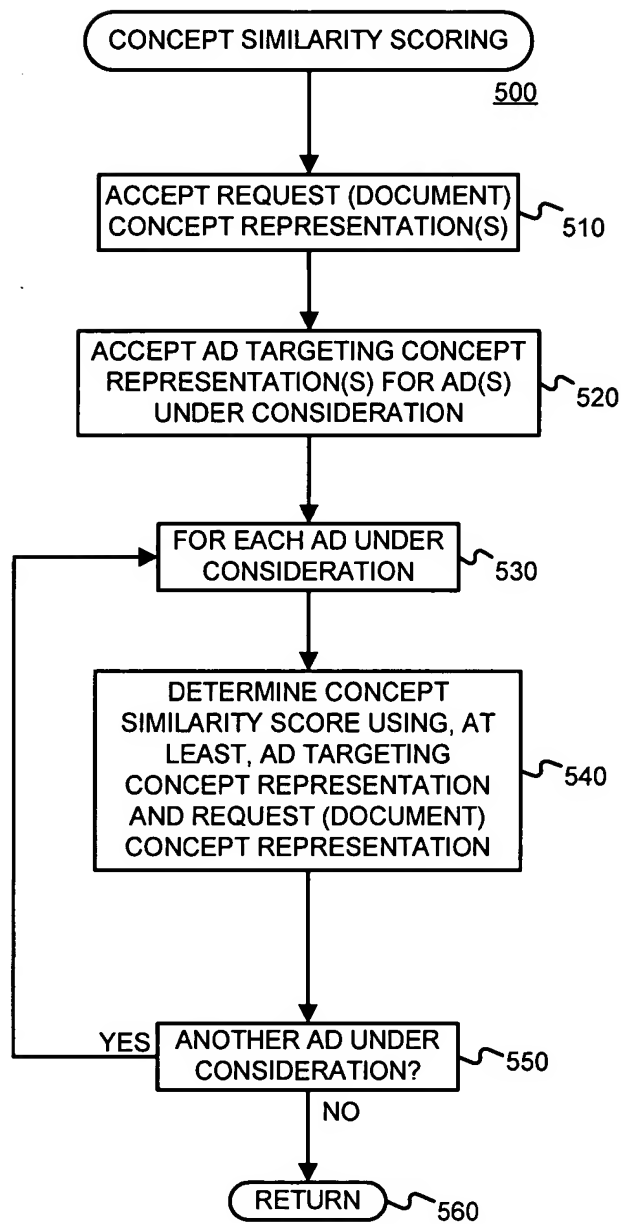 CONCEPT SIMILARITY SCORING
500
ACCEPT REQUEST (DOCUMENT)
CONCEPT REPRESENTATION(S)
510
ACCEPT AD TARGETING CONCEPT
REPRESENTATION(S) FOR AD(S)
UNDER CONSIDERATION
520
FOR EACH AD UNDER
CONSIDERATION
530
DETERMINE CONCEPT
SIMILARITY SCORE USING, AT
LEAST, AD TARGETING
CONCEPT REPRESENTATION
AND REQUEST (DOCUMENT)
CONCEPT REPRESENTATION
540
YES
ANOTHER AD UNDER
CONSIDERATION?
550
NO
RETURN
560